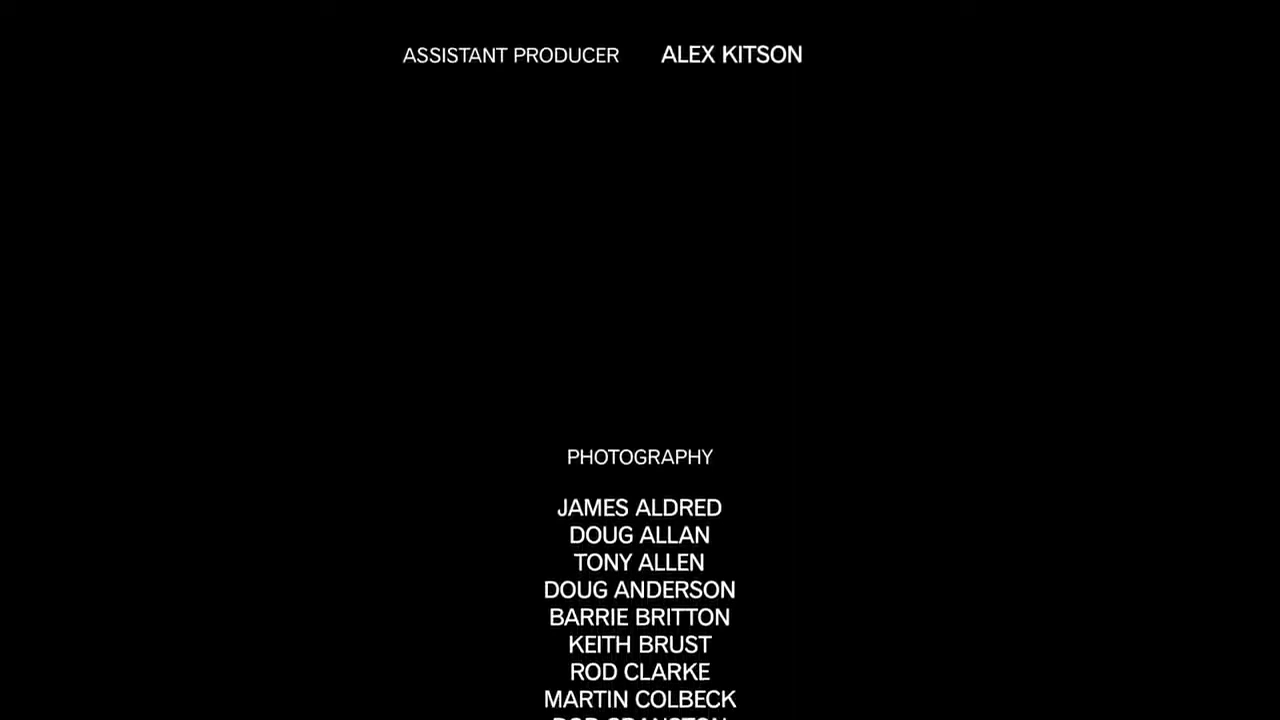 ASSISTANT PRODUCER ALEX KITSON
PHOTOGRAPHY
JAMES ALDRED
DOUG ALLAN
TONY ALLEN
DOUG ANDERSON
BARRIE BRITTON
KEITH BRUST
ROD CLARKE
MARTIN COLBECK